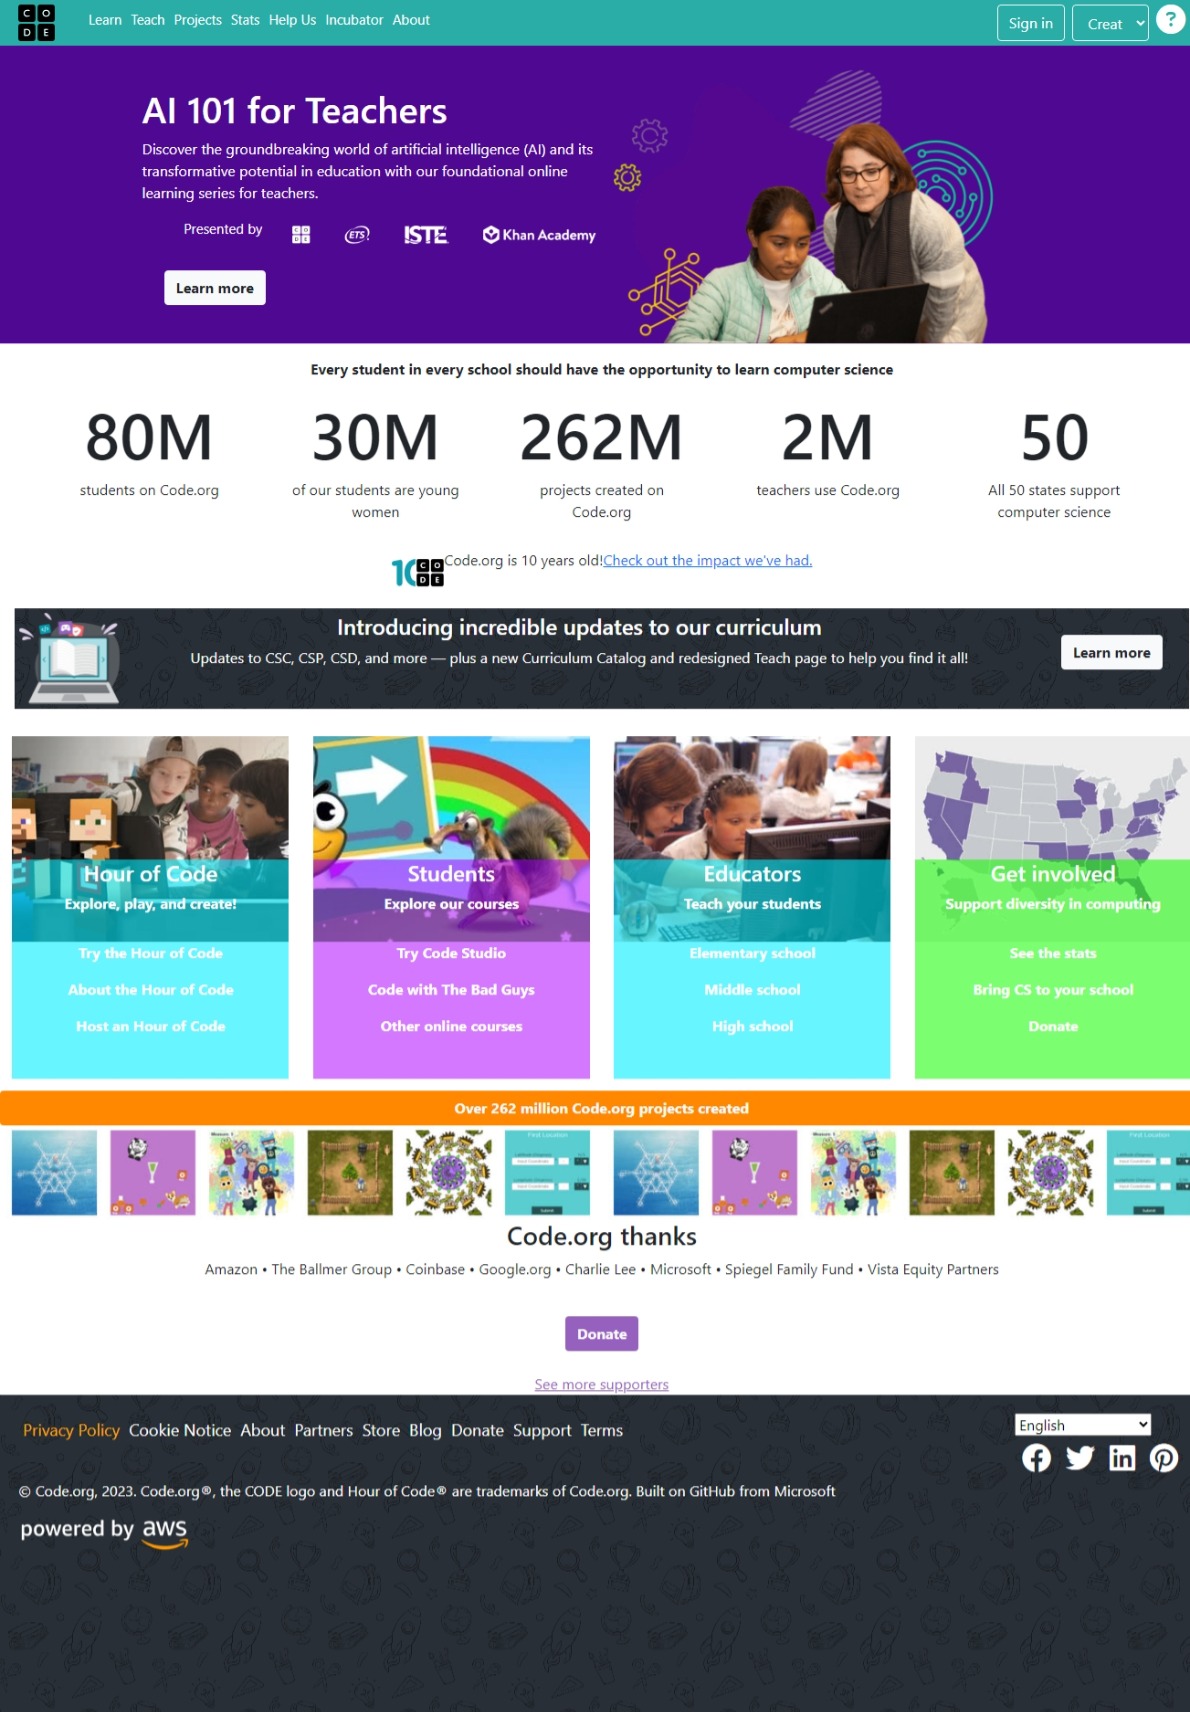 CODE
Learn Teach Projects Stats Help Us Incubator About
Sign in
Creat
?
AI 101 for Teachers
Discover the groundbreaking world of artificial intelligence (AI) and its
transformative potential in education with our foundational online
learning series for teachers.
Presented by
CODE
ETS
ISTE
Khan Academy
Learn more
Every student in every school should have the opportunity to learn computer science
80M
students on Code.org
30M
of our students are young
women
262M
projects created on
Code.org
2M
teachers use Code.org
50
All 50 states support
computer science
CODE
Code.org is 10 years old!Check out the impact we've had.
Introducing incredible updates to our curriculum
Updates to CSC, CSP, CSD, and more — plus a new Curriculum Catalog and redesigned Teach page to help you find it all!
Learn more
Hour of Code
Explore, play, and create!
Try the Hour of Code
About the Hour of Code
Host an Hour of Code
Students
Explore our courses
Try Code Studio
Code with The Bad Guys
Other online courses
Educators
Teach your students
Elementary school
Middle school
High school
Get involved
Support diversity in computing
See the stats
Bring CS to your school
Donate
Over 262 million Code.org projects created
Code.org thanks
Amazon • The Ballmer Group • Coinbase • Google.org • Charlie Lee • Microsoft • Spiegel Family Fund • Vista Equity Partners
Donate
See more supporters
Privacy Policy Cookie Notice About Partners Store Blog Donate Support Terms
English
© Code.org, 2023. Code.org®, the CODE logo and Hour of Code® are trademarks of Code.org. Built on GitHub from Microsoft
powered by aws